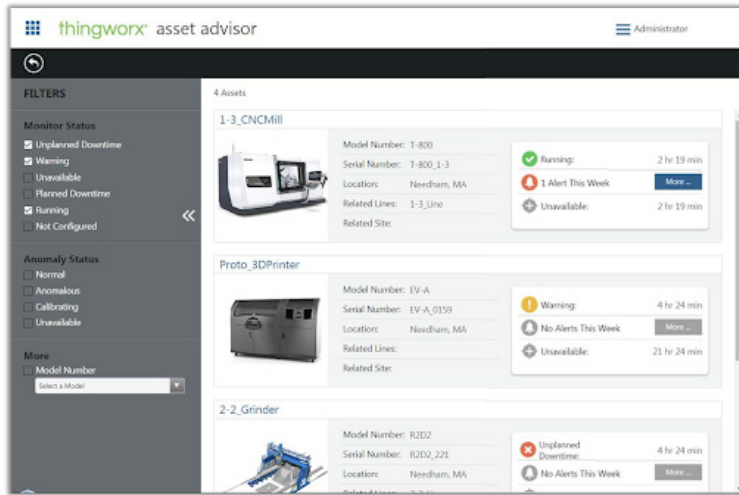 thingworx® asset advisor
Administrator
FILTERS
4 Assets
Monitor Status
Unplanned Downtime
Warning
Unavailable
Planned Downtime
Running
Not Configured
Anomaly Status
Normal
Anomalous
Calibrating
Unavailable
More
Model Number
Select a Model
1-3_CNCMill
Model Number: T-800
Serial Number: T-800_1-3
Location: Needham, MA
Related Lines: 1-3_Line
Related Site:
Running: 2 hr 19 min
1 Alert This Week More ...
Unavailable: 2 hr 19 min
Proto_3DPrinter
Model Number: EV-A
Serial Number: EV-A_0159
Location: Needham, MA
Related Lines:
Related Site:
Warning: 4 hr 24 min
No Alerts This Week More ...
Unavailable: 21 hr 24 min
2-2_Grinder
Model Number: R2D2
Serial Number: R2D2_221
Location: Needham, MA
Unplanned
Downtime: 4 hr 24 min
No Alerts This Week More ...